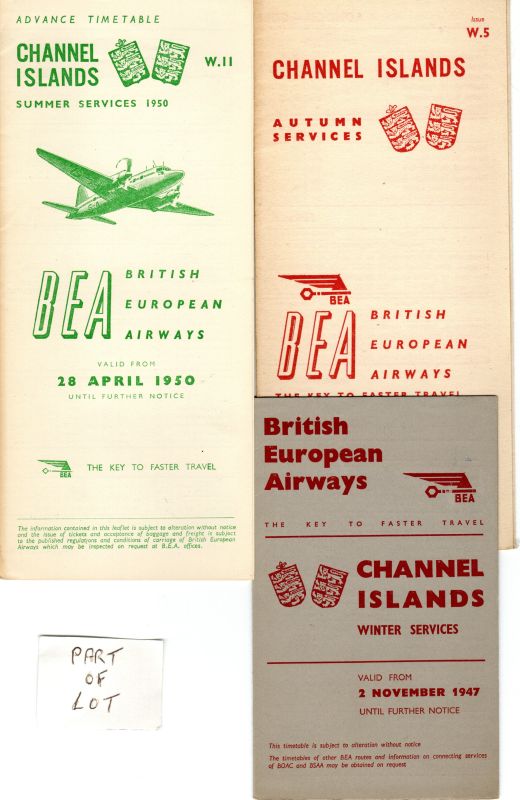 ADVANCE TIMETABLE
CHANNEL
ISLANDS
W.11
SUMMER SERVICES 1950
BEA
BRITISH
EUROPEAN
AIRWAYS
VALID FROM
28 APRIL 1950
UNTIL FURTHER NOTICE
BEA
THE KEY TO FASTER TRAVEL
The information contained in this leaflet is subject to alteration without notice
and the issue of tickets and acceptance of baggage and freight is subject to
the published regulations and conditions of carriage of British European
Airways which may be inspected on request at B.E.A. offices.
Issue
W.5
CHANNEL ISLANDS
AUTUMN
SERVICES
BEA
BEA
BRITISH
EUROPEAN
AIRWAYS
THE KEY TO FASTER TRAVEL
British
European
Airways
BEA
THE KEY TO FASTER TRAVEL
CHANNEL
ISLANDS
WINTER SERVICES
VALID FROM
2 NOVEMBER 1947
UNTIL FURTHER NOTICE
This timetable is subject to alteration without notice
The timetables of other BEA routes and information on connecting services
of BOAC and BSAA may be obtained on request
PART
OF
LOT